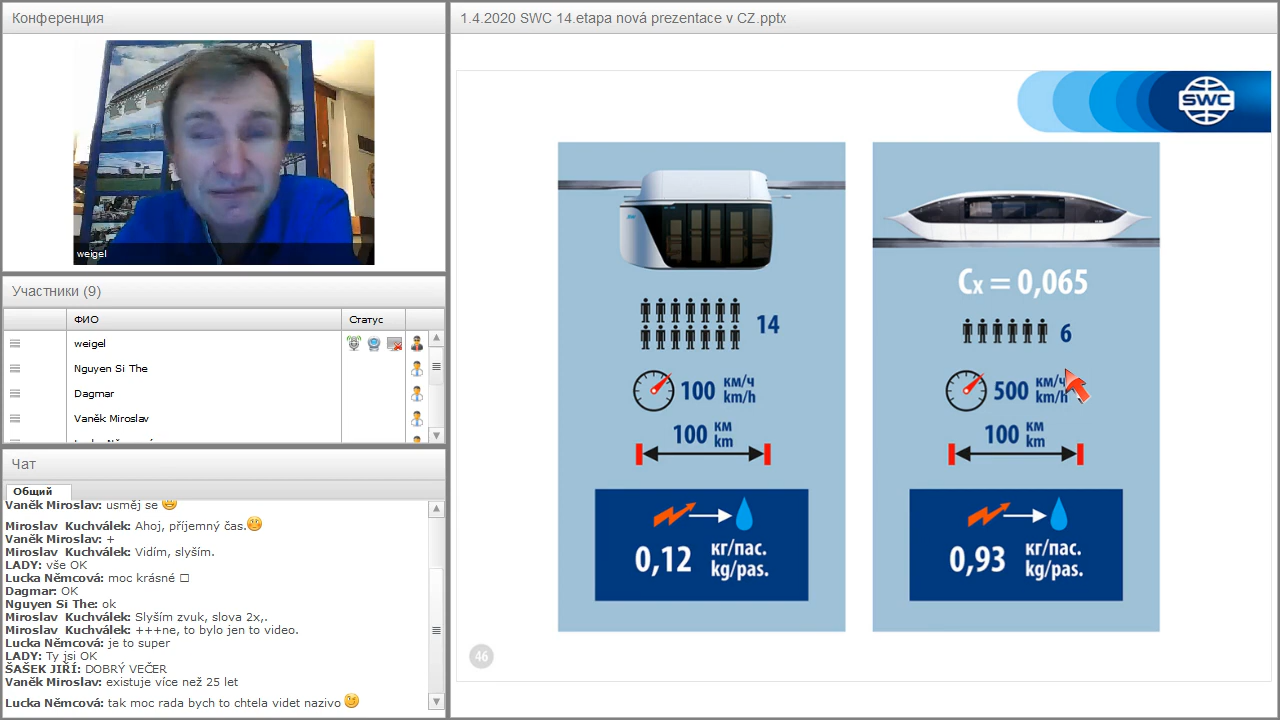 Конференция
weigel
Участники (9)
ФИО
Статус
weigel
Nguyen Si The
Dagmar
Vaněk Miroslav
Чат
Общий
Vaněk Miroslav: usměj se
Miroslav Kuchválek: Ahoj, příjemný čas.
Vaněk Miroslav: +
Miroslav Kuchválek: Vidím, slyším.
LADY: vše OK
Lucka Němcová: moc krásné
Dagmar: OK
Nguyen Si The: ok
Miroslav Kuchválek: Slyším zvuk, slova 2x,.
Miroslav Kuchválek: +++ne, to bylo jen to video.
Lucka Němcová: je to super
LADY: Ty jsi OK
ŠAŠEK JIŘÍ: DOBRÝ VEČER
Vaněk Miroslav: existuje více než 25 let
Lucka Němcová: tak moc rada bych to chtela videt nazivo
1.4.2020 SWC 14.etapa nová prezentace v CZ.pptx
SWC
14
100 км/ч
km/h
100 км
km
0,12 кг/пас.
kg/pas.
Cx = 0,065
6
500 км/ч
km/h
100 км
km
0,93 кг/пас.
kg/pas.
46